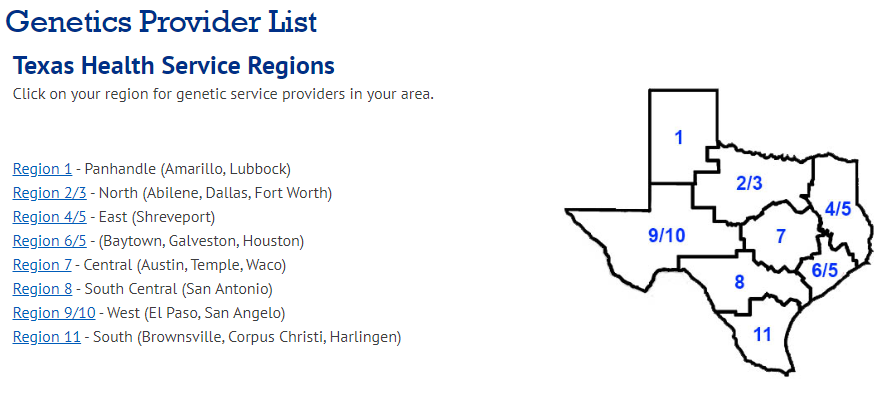 Genetics Provider List
Texas Health Service Regions
Click on your region for genetic service providers in your area.
Region 1 - Panhandle (Amarillo, Lubbock)
Region 2/3 - North (Abilene, Dallas, Fort Worth)
Region 4/5 - East (Shreveport)
Region 6/5 - (Baytown, Galveston, Houston)
Region 7 - Central (Austin, Temple, Waco)
Region 8 - South Central (San Antonio)
Region 9/10 - West (El Paso, San Angelo)
Region 11 - South (Brownsville, Corpus Christi, Harlingen)
1
2/3
4/5
9/10
7
6/5
8
11